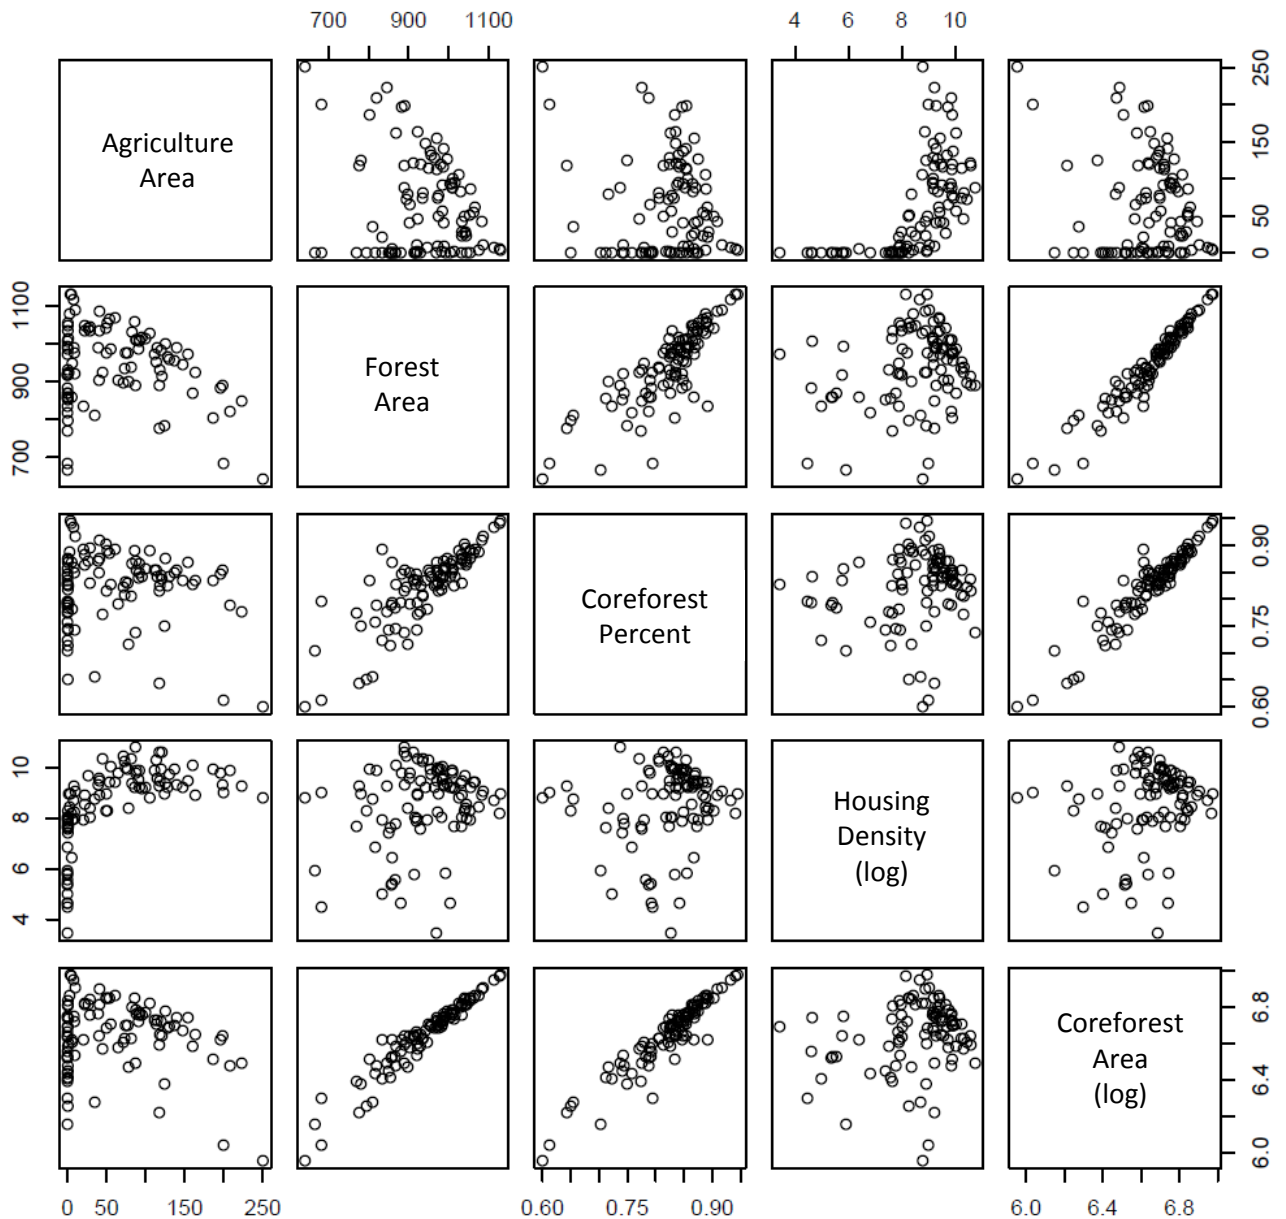 700 900 1100 4 6 8 10
Agriculture
Area
0 50 150 250
700 900 1100
Forest
Area
Coreforest
Percent
0.60 0.75 0.90
4 6 8 10
Housing
Density
(log)
Coreforest
Area
(log)
6.0 6.4 6.8
0 50 150 250 0.60 0.75 0.90 6.0 6.4 6.8